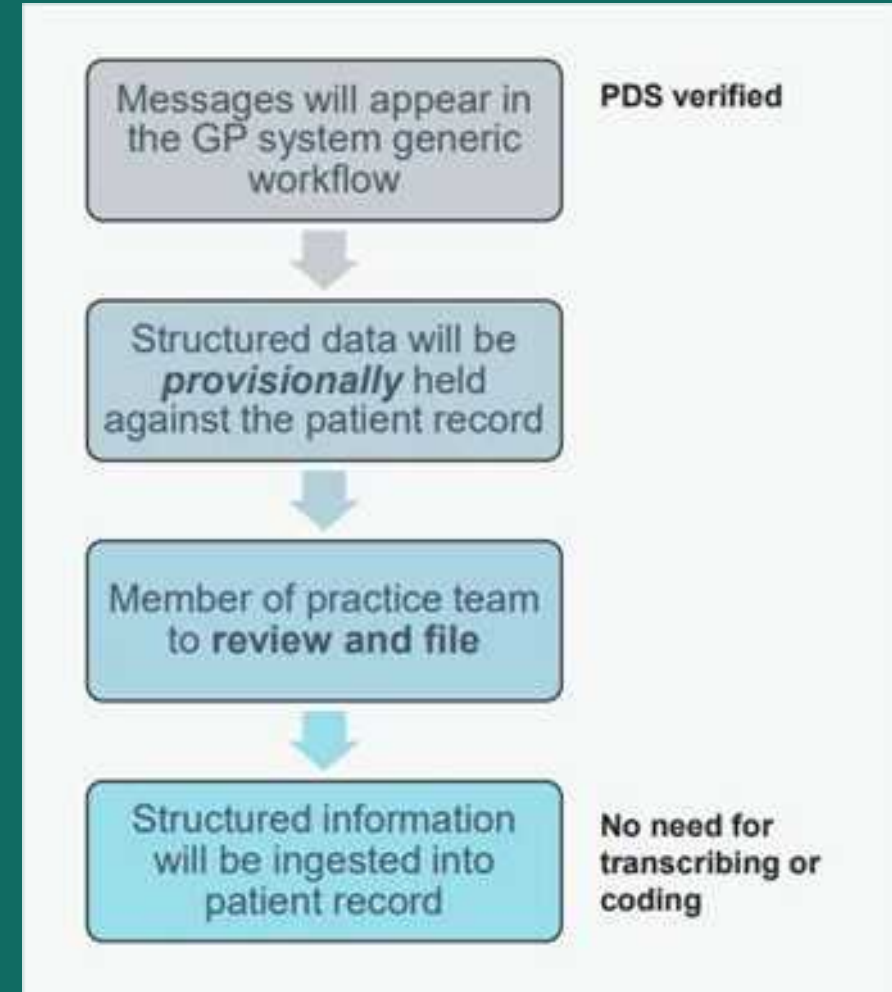 Messages will appear in
the GP system generic
workflow
PDS verified
Structured data will be
provisionally held
against the patient record
Member of practice team
to review and file
Structured information
will be ingested into
patient record
No need for
transcribing or
coding